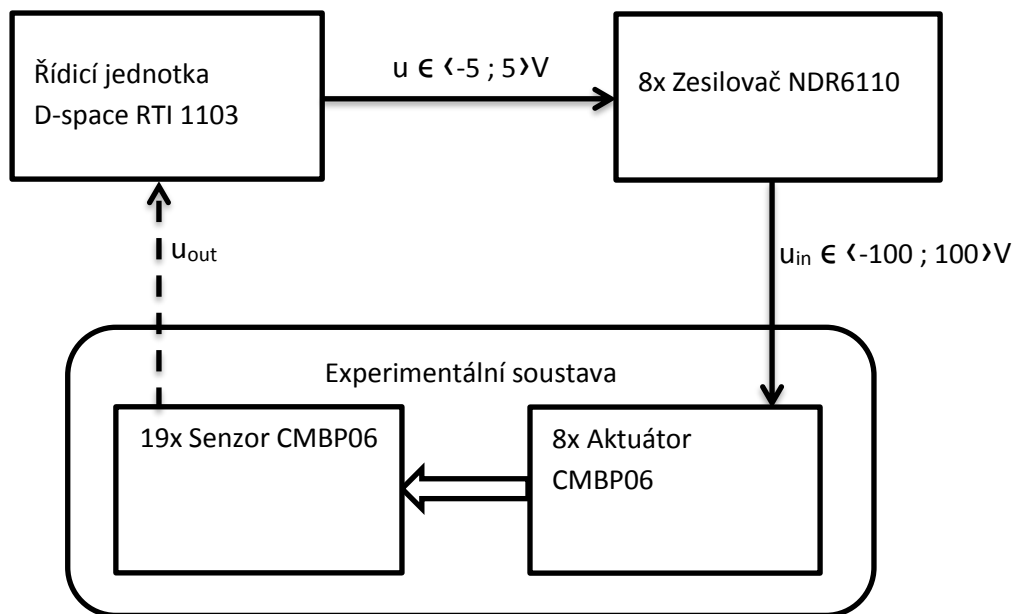 Řídicí jednotka
D-space RTI 1103
u ϵ ‹-5 ; 5›V
8x Zesilovač NDR6110
uout
uin ϵ ‹-100 ; 100›V
Experimentální soustava
19x Senzor CMBP06
8x Aktuátor
CMBP06